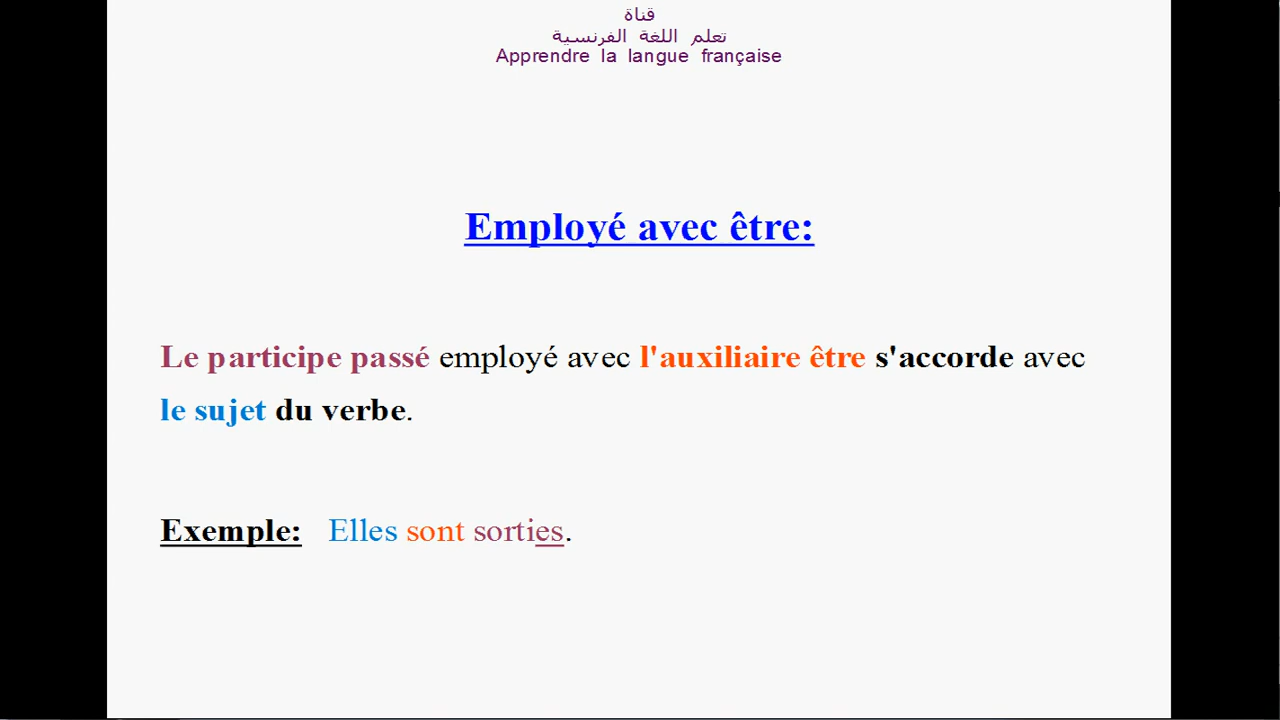 قناة
تعلم اللغة الفرنسية
Apprendre la langue française
Employé avec être:
Le participe passé employé avec l'auxiliaire être s'accorde avec
le sujet du verbe.
Exemple: Elles sont sorties.